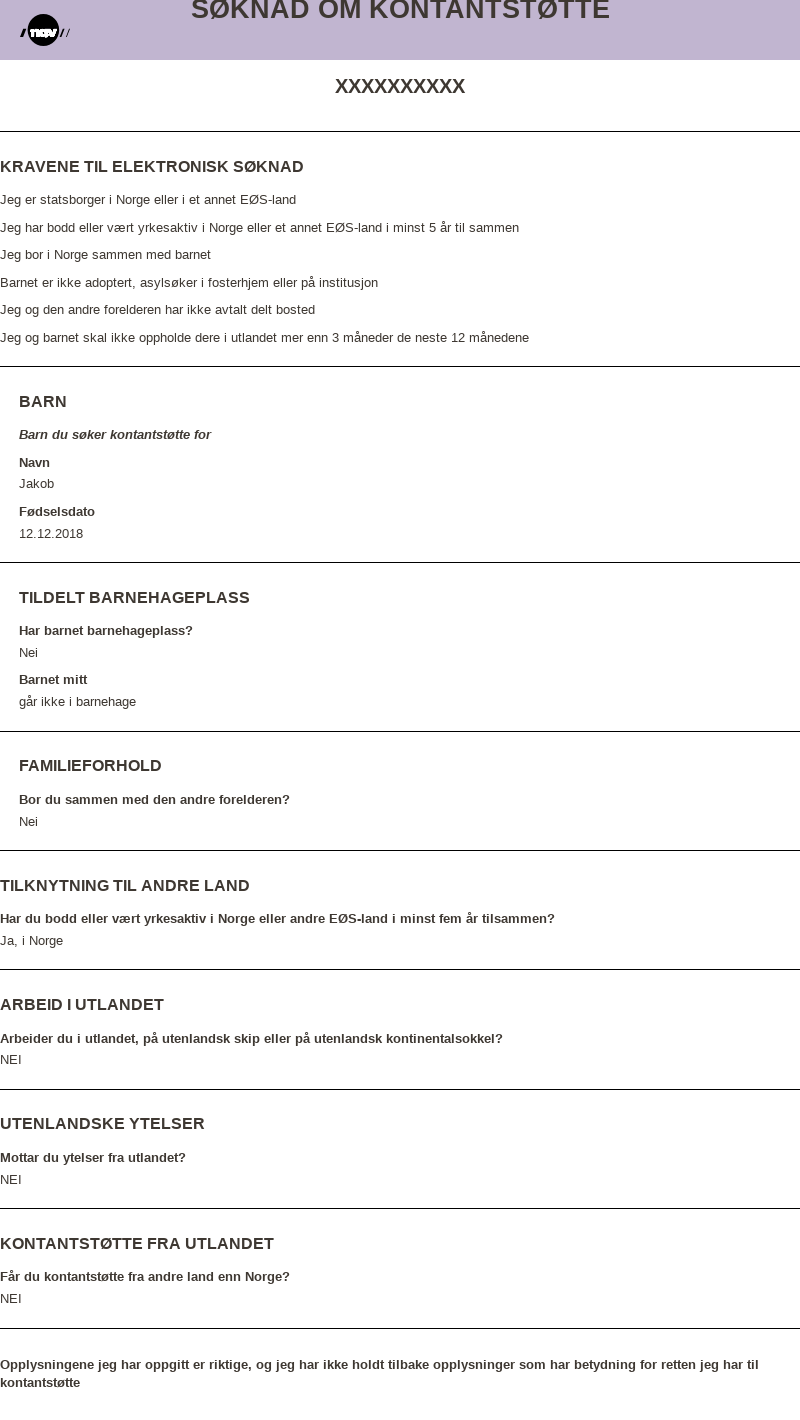 SØKNAD OM KONTANTSTØTTE
nav
XXXXXXXXXX
KRAVENE TIL ELEKTRONISK SØKNAD
Jeg er statsborger i Norge eller i et annet EØS-land
Jeg har bodd eller vært yrkesaktiv i Norge eller et annet EØS-land i minst 5 år til sammen
Jeg bor i Norge sammen med barnet
Barnet er ikke adoptert, asylsøker i fosterhjem eller på institusjon
Jeg og den andre forelderen har ikke avtalt delt bosted
Jeg og barnet skal ikke oppholde dere i utlandet mer enn 3 måneder de neste 12 månedene
BARN
Barn du søker kontantstøtte for
Navn
Jakob
Fødselsdato
12.12.2018
TILDELT BARNEHAGEPLASS
Har barnet barnehageplass?
Nei
Barnet mitt
går ikke i barnehage
FAMILIEFORHOLD
Bor du sammen med den andre forelderen?
Nei
TILKNYTNING TIL ANDRE LAND
Har du bodd eller vært yrkesaktiv i Norge eller andre EØS-land i minst fem år tilsammen?
Ja, i Norge
ARBEID I UTLANDET
Arbeider du i utlandet, på utenlandsk skip eller på utenlandsk kontinentalsokkel?
NEI
UTENLANDSKE YTELSER
Mottar du ytelser fra utlandet?
NEI
KONTANTSTØTTE FRA UTLANDET
Får du kontantstøtte fra andre land enn Norge?
NEI
Opplysningene jeg har oppgitt er riktige, og jeg har ikke holdt tilbake opplysninger som har betydning for retten jeg har til
kontantstøtte